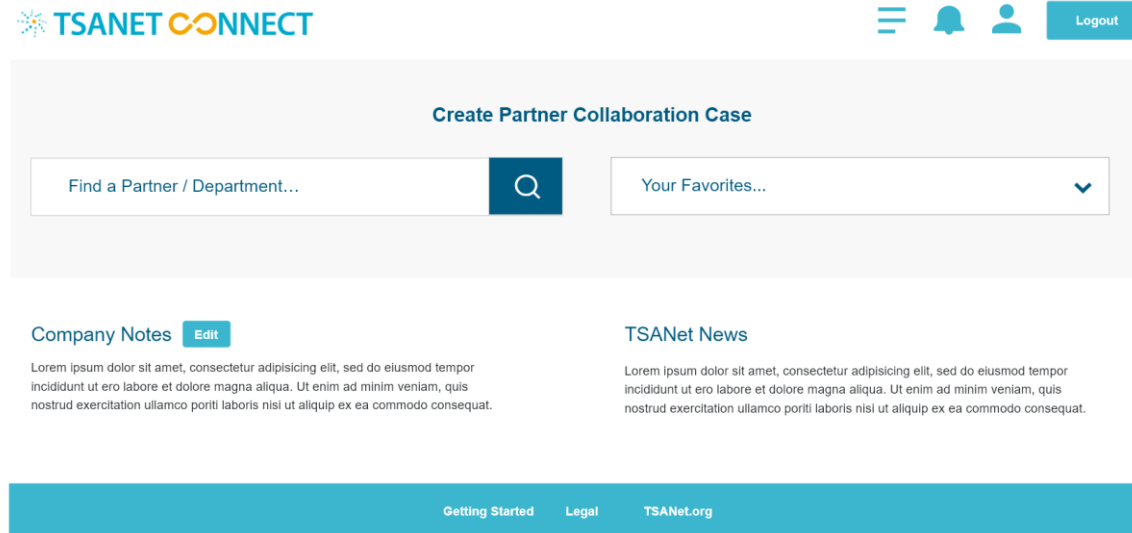 TSANET CONNECT
Logout
Create Partner Collaboration Case
Find a Partner / Department...
Your Favorites...
Company Notes
Edit
Lorem ipsum dolor sit amet, consectetur adipisicing elit, sed do eiusmod tempor
incididunt ut ero labore et dolore magna aliqua. Ut enim ad minim veniam, quis
nostrud exercitation ullamco poriti laboris nisi ut aliquip ex ea commodo consequat.
TSANet News
Lorem ipsum dolor sit amet, consectetur adipisicing elit, sed do eiusmod tempor
incididunt ut ero labore et dolore magna aliqua. Ut enim ad minim veniam, quis
nostrud exercitation ullamco poriti laboris nisi ut aliquip ex ea commodo consequat.
Getting Started Legal TSANet.org